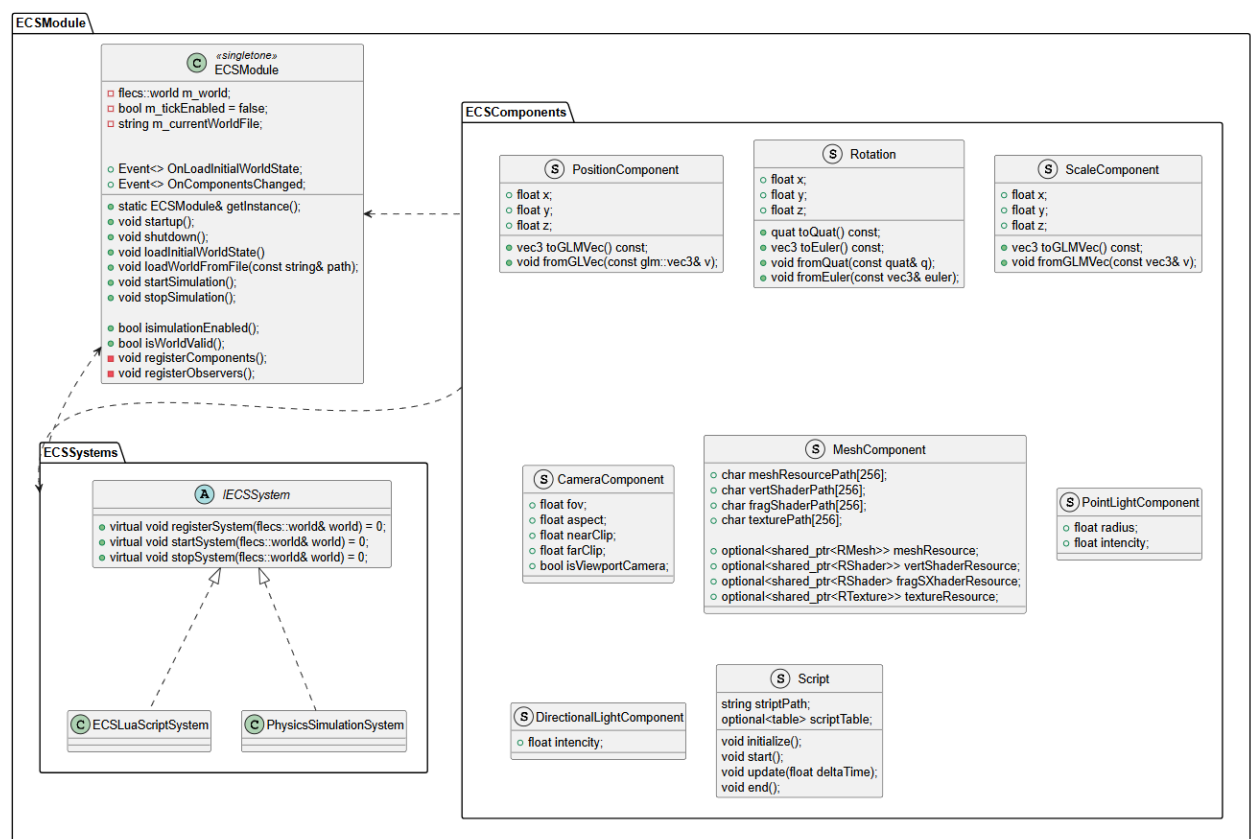 ECSModule
«singletone»
C
ECSModule
flecs::world m_world;
bool m_tickEnabled = false;
string m_currentWorldFile;
Event<> OnLoadInitialWorldState;
Event<> OnComponentsChanged;
static ECSModule& getInstance();
void startup();
void shutdown();
void loadInitialWorldState()
void loadWorldFromFile(const string& path);
void startSimulation();
void stopSimulation();
bool isimulationEnabled();
bool isWorldValid();
void registerComponents();
void registerObservers();
ECSSystems
A IECSSystem
virtual void registerSystem(flecs::world& world) = 0;
virtual void startSystem(flecs::world& world) = 0;
virtual void stopSystem(flecs::world& world) = 0;
C ECSLuaScriptSystem
C PhysicsSimulationSystem
ECSComponents
S PositionComponent
float x;
float y;
float z;
vec3 toGLMVec() const;
void fromGLVec(const glm::vec3& v);
S Rotation
float x;
float y;
float z;
quat toQuat() const;
vec3 toEuler() const;
void fromQuat(const quat& q);
void fromEuler(const vec3& euler);
S ScaleComponent
float x;
float y;
float z;
vec3 toGLMVec() const;
void fromGLMVec(const vec3& v);
S CameraComponent
float fov;
float aspect;
float nearClip;
float farClip;
bool isViewportCamera;
S MeshComponent
char meshResourcePath[256];
char vertShaderPath[256];
char fragShaderPath[256];
char texturePath[256];
optional<shared_ptr<RMesh>> meshResource;
optional<shared_ptr<RShader>> vertShaderResource;
optional<shared_ptr<RShader> fragSXhaderResource;
optional<shared_ptr<RTexture>> textureResource;
S PointLightComponent
float radius;
float intencity;
S DirectionalLightComponent
float intencity;
S Script
string striptPath;
optional<table> scriptTable;
void initialize();
void start();
void update(float deltaTime);
void end();